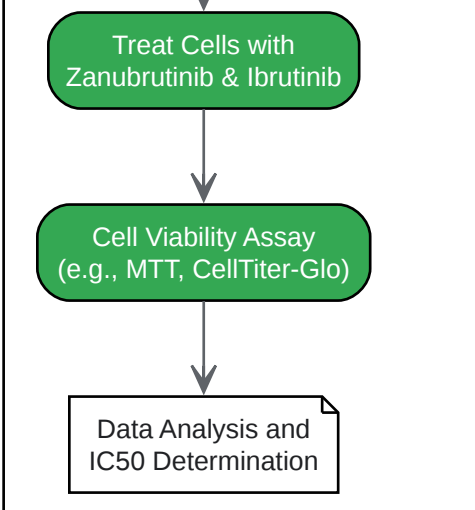 Treat Cells with
Zanubrutinib & Ibrutinib
Cell Viability Assay
(e.g., MTT, CellTiter-Glo)
Data Analysis and
IC50 Determination